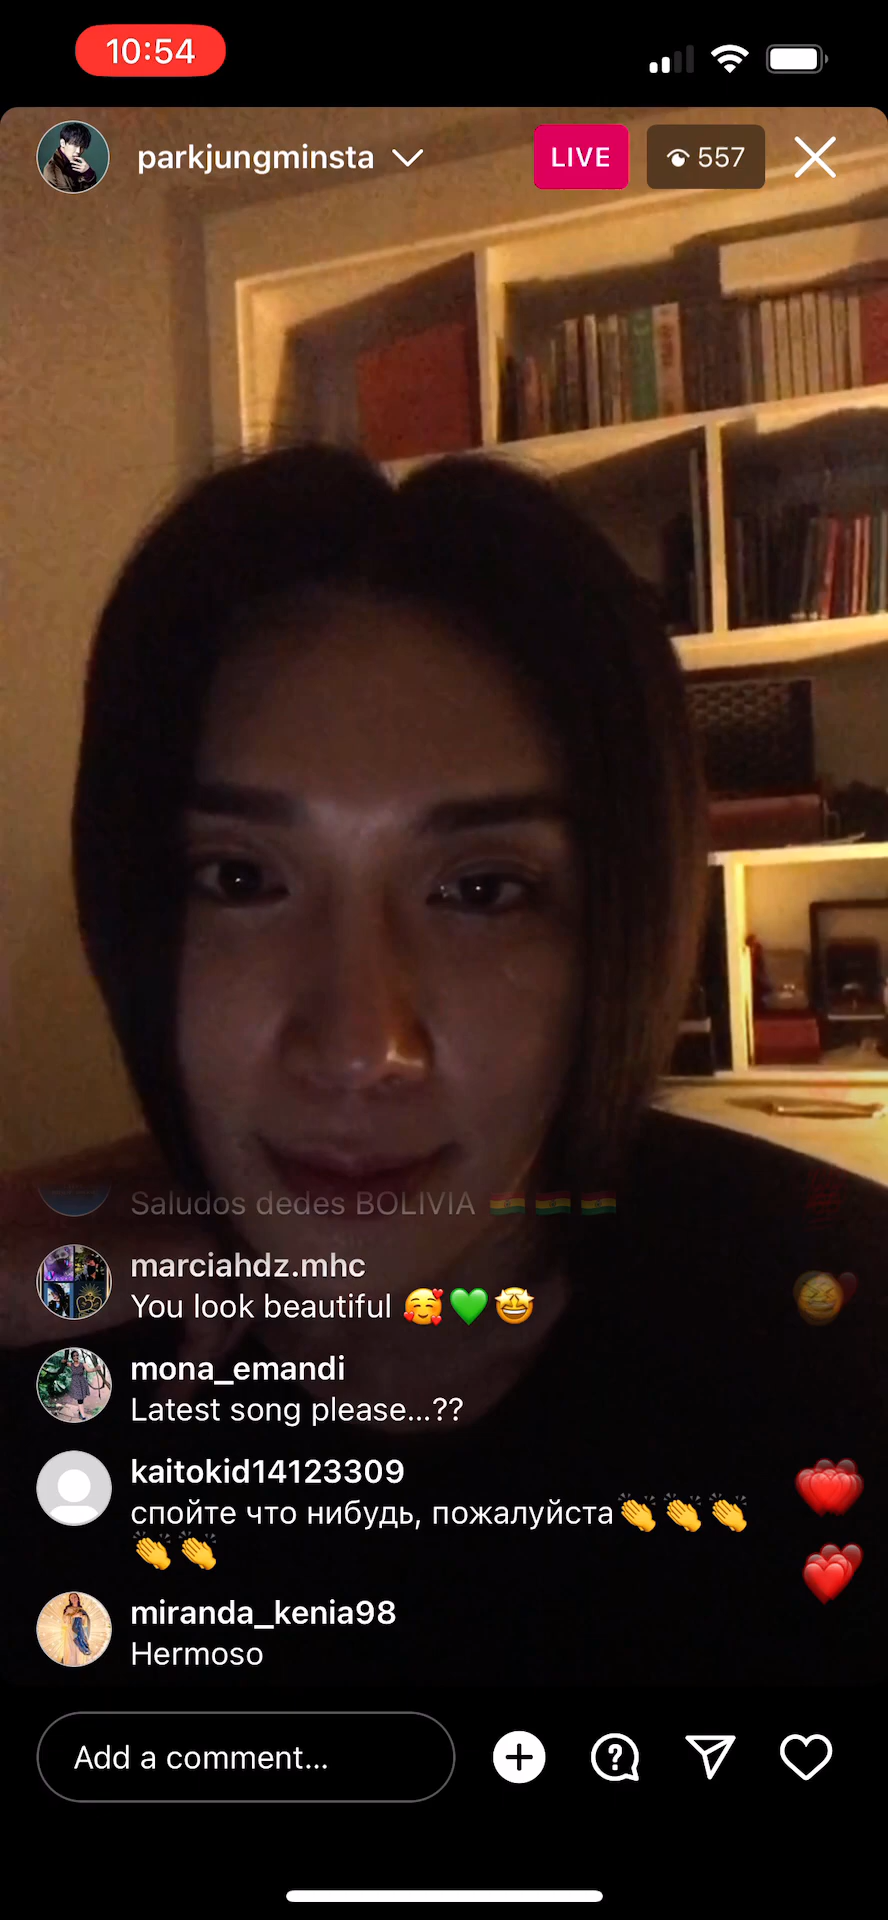 10:54
parkjungminsta
LIVE
557
Saludos dedes BOLIVIA 🇧🇴 🇧🇴 🇧🇴
marciahdz.mhc
You look beautiful 🥰💚🤩
mona_emandi
Latest song please...??
kaitokid14123309
спойте что нибудь, пожалуйста👏👏👏
👏👏
miranda_kenia98
Hermoso
Add a comment...